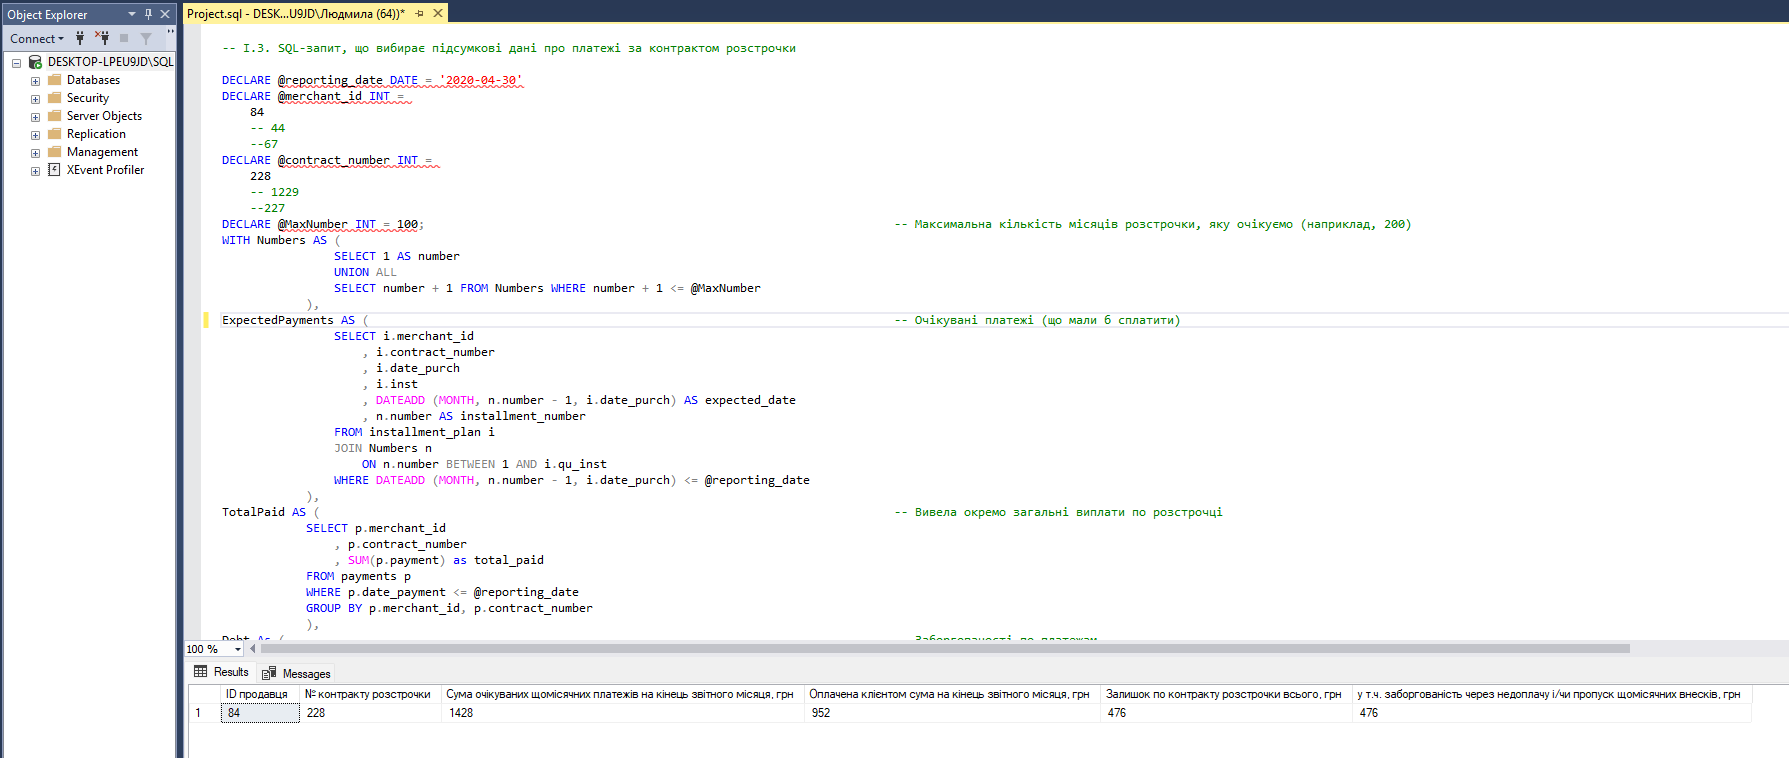 Object Explorer
Connect
DESKTOP-LPEU9JD\SQL
Databases
Security
Server Objects
Replication
Management
XEvent Profiler
Project.sql - DESK...U9JD\Людмила (64))*
-- I.3. SQL-запит, що вибирає підсумкові дані про платежі за контрактом розстрочки
DECLARE @reporting_date DATE = '2020-04-30'
DECLARE @merchant_id INT =
84
-- 44
--67
DECLARE @contract_number INT =
228
-- 1229
--227
DECLARE @MaxNumber INT = 100; -- Максимальна кількість місяців розстрочки, яку очікуємо (наприклад, 200)
WITH Numbers AS (
SELECT 1 AS number
UNION ALL
SELECT number + 1 FROM Numbers WHERE number + 1 <= @MaxNumber
),
ExpectedPayments AS ( -- Очікувані платежі (що мали б сплатити)
SELECT i.merchant_id
, i.contract_number
, i.date_purch
, i.inst
, DATEADD (MONTH, n.number - 1, i.date_purch) AS expected_date
, n.number AS installment_number
FROM installment_plan i
JOIN Numbers n
ON n.number BETWEEN 1 AND i.qu_inst
WHERE DATEADD (MONTH, n.number - 1, i.date_purch) <= @reporting_date
),
TotalPaid AS ( -- Вивела окремо загальні виплати по розстрочці
SELECT p.merchant_id
, p.contract_number
, SUM(p.payment) as total_paid
FROM payments p
WHERE p.date_payment <= @reporting_date
GROUP BY p.merchant_id, p.contract_number
),
Debt As ( -- Заборгованості по платежам
100 %
Results Messages
ID продавця № контракту розстрочки Сума очікуваних щомісячних платежів на кінець звітного місяця, грн Оплачена клієнтом сума на кінець звітного місяця, грн Залишок по контракту розстрочки всього, грн у т.ч. заборгованість через недоплату і/чи пропуск щомісячних внесків, грн
1 84 228 1428 952 476 476